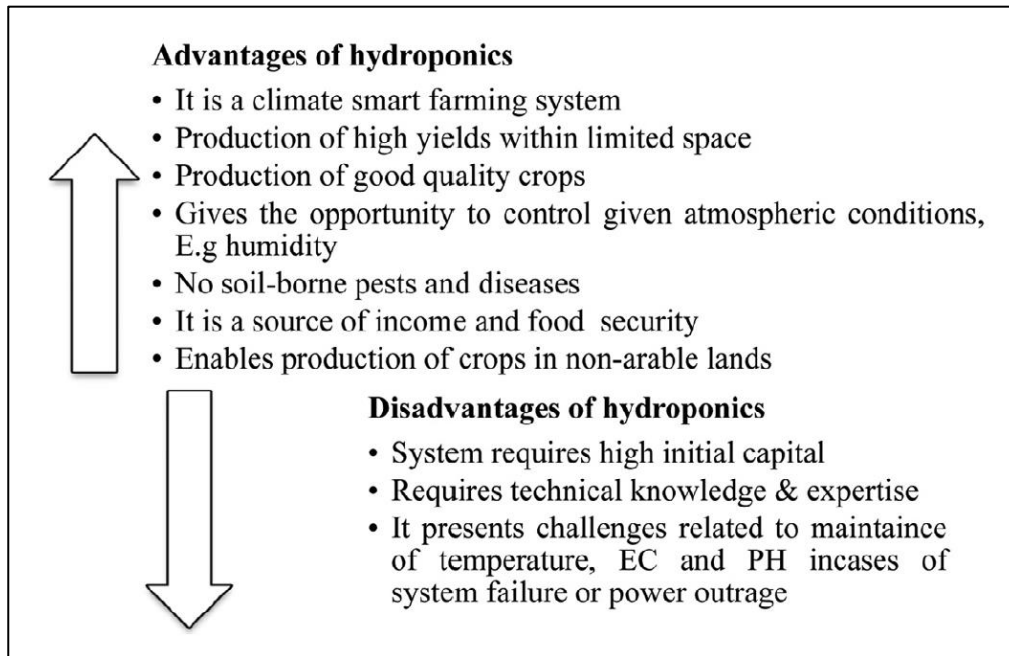 Advantages of hydroponics
• It is a climate smart farming system
• Production of high yields within limited space
• Production of good quality crops
• Gives the opportunity to control given atmospheric conditions,
E.g humidity
• No soil-borne pests and diseases
• It is a source of income and food security
• Enables production of crops in non-arable lands
Disadvantages of hydroponics
• System requires high initial capital
• Requires technical knowledge & expertise
• It presents challenges related to maintaince
of temperature, EC and PH incases of
system failure or power outrage